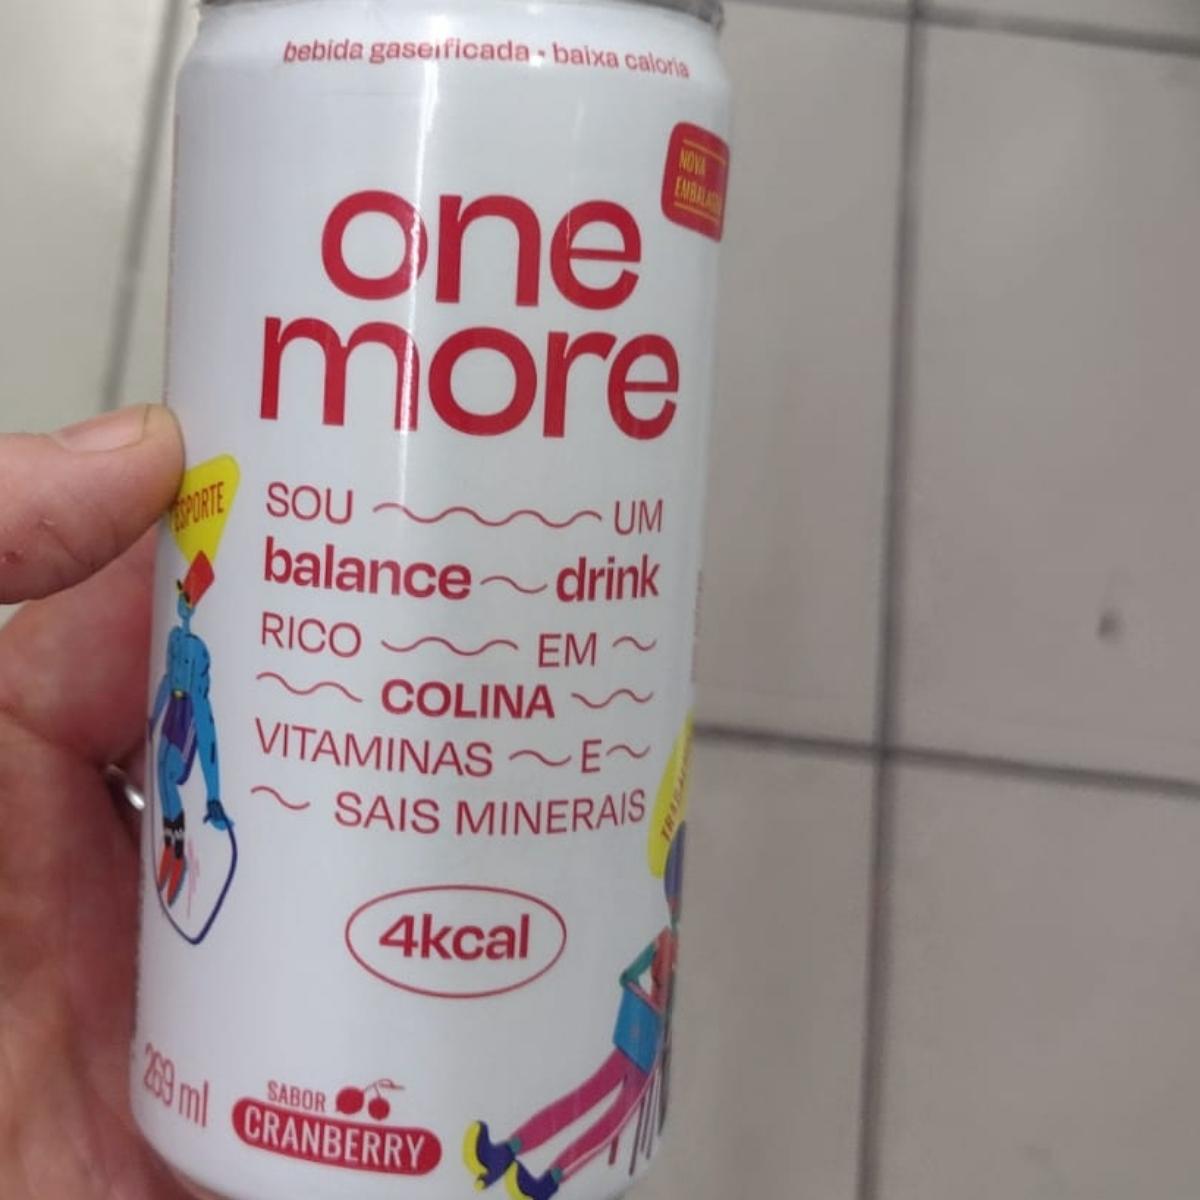 bebida gaseificada • baixa caloria
NOVA
EMBALAGEM
one
more
ESPORTE
SOU UM
balance drink
RICO EM
COLINA
VITAMINAS E
SAIS MINERAIS
4kcal
269 ml
SABOR
CRANBERRY